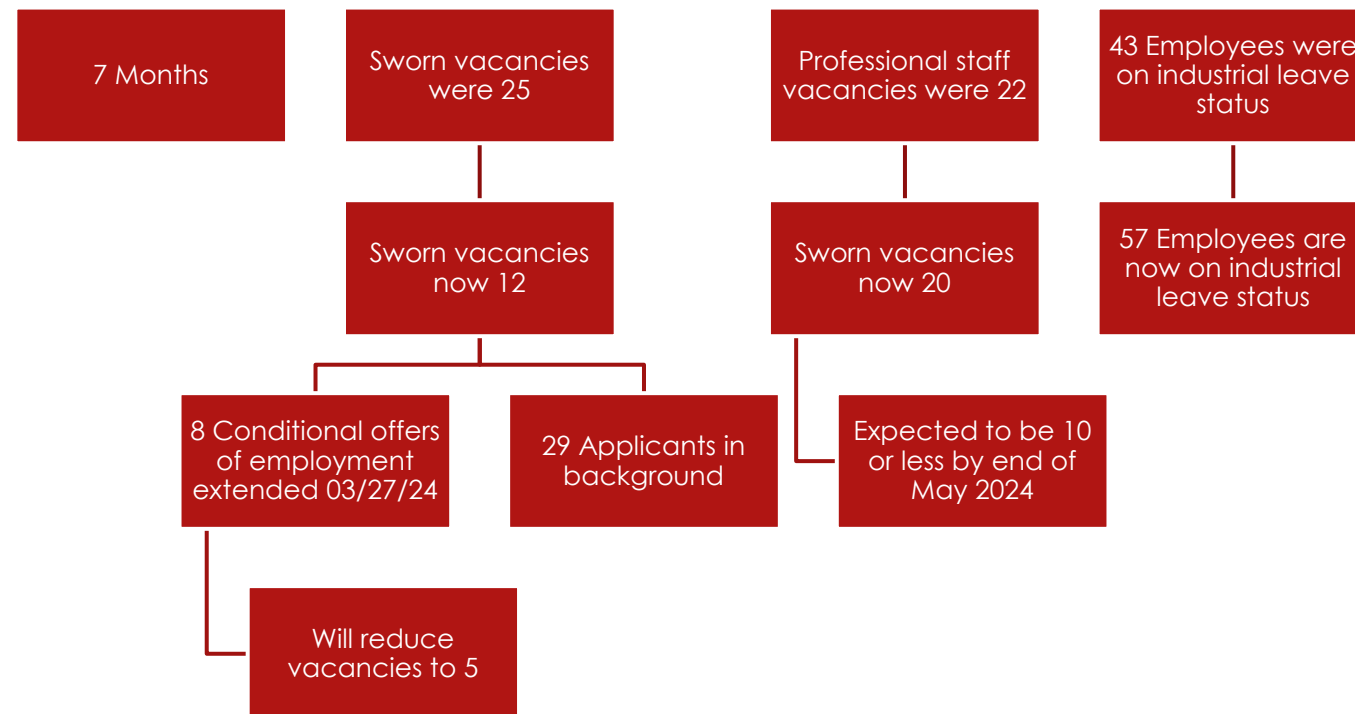 7 Months
Sworn vacancies
were 25
Professional staff
vacancies were 22
43 Employees were
on industrial leave
status
Sworn vacancies
now 12
Sworn vacancies
now 20
57 Employees are
now on industrial
leave status
8 Conditional offers
of employment
extended 03/27/24
29 Applicants in
background
Expected to be 10
or less by end of
May 2024
Will reduce
vacancies to 5